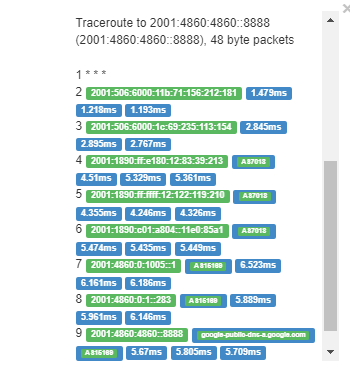 Traceroute to 2001:4860:4860::8888
(2001:4860:4860::8888), 48 byte packets
1 * * *
2 2001:506:6000:11b:71:156:212:181 1.479ms
1.218ms 1.193ms
3 2001:506:6000:1c:69:235:113:154 2.845ms
2.895ms 2.767ms
4 2001:1890:ff:e180:12:83:39:213 AS7018
4.51ms 5.329ms 5.361ms
5 2001:1890:ff:ffff:12:122:119:210 AS7018
4.355ms 4.246ms 4.326ms
6 2001:1890:c01:a804::11e0:85a1 AS7018
5.474ms 5.435ms 5.449ms
7 2001:4860:0:1005::1 AS15169 6.523ms
6.161ms 6.186ms
8 2001:4860:0:1::283 AS15169 5.889ms
5.961ms 6.146ms
9 2001:4860:4860::8888 google-public-dns-a.google.com
AS15169 5.67ms 5.805ms 5.709ms